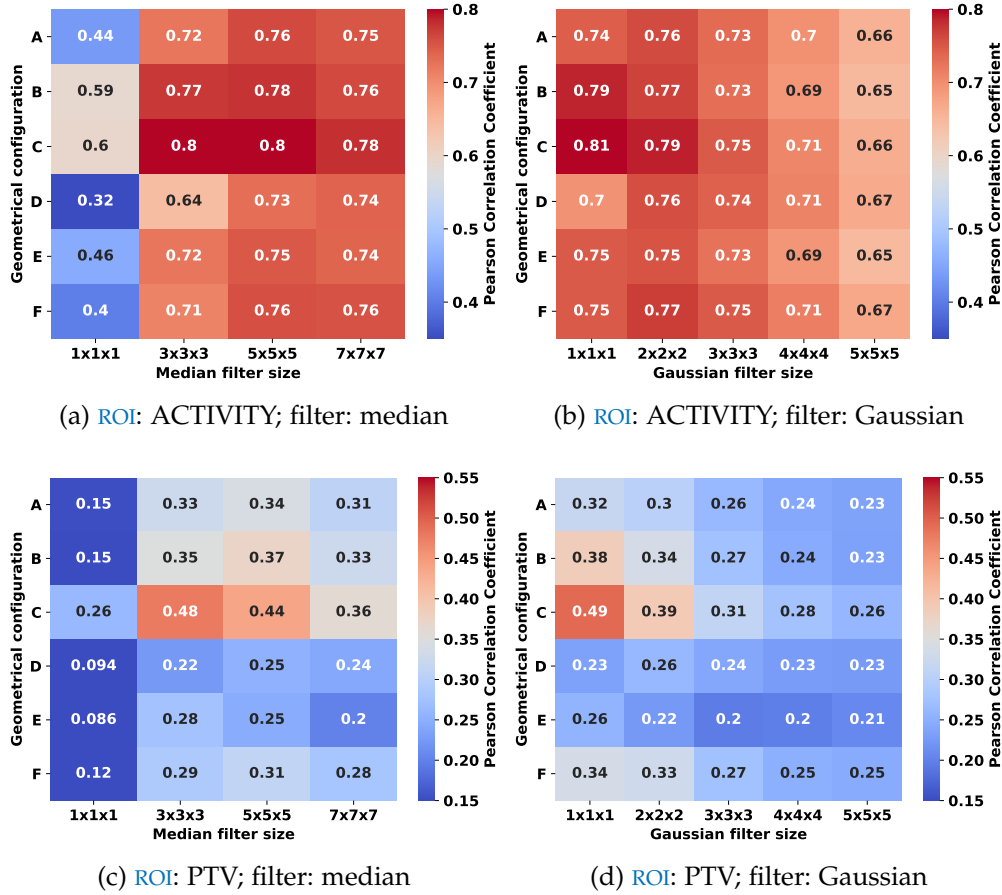 A 0.44 0.72 0.76 0.75
B 0.59 0.77 0.78 0.76
C 0.6 0.8 0.8 0.78
D 0.32 0.64 0.73 0.74
E 0.46 0.72 0.75 0.74
F 0.4 0.71 0.76 0.76
1x1x1 3x3x3 5x5x5 7x7x7
Median filter size
Geometrical configuration
0.8
0.7
0.6
0.5
0.4
Pearson Correlation Coefficient
(a) ROI: ACTIVITY; filter: median
A 0.74 0.76 0.73 0.7 0.66
B 0.79 0.77 0.73 0.69 0.65
C 0.81 0.79 0.75 0.71 0.66
D 0.7 0.76 0.74 0.71 0.67
E 0.75 0.75 0.73 0.69 0.65
F 0.75 0.77 0.75 0.71 0.67
1x1x1 2x2x2 3x3x3 4x4x4 5x5x5
Gaussian filter size
Geometrical configuration
0.8
0.7
0.6
0.5
0.4
Pearson Correlation Coefficient
(b) ROI: ACTIVITY; filter: Gaussian
A 0.15 0.33 0.34 0.31
B 0.15 0.35 0.37 0.33
C 0.26 0.48 0.44 0.36
D 0.094 0.22 0.25 0.24
E 0.086 0.28 0.25 0.2
F 0.12 0.29 0.31 0.28
1x1x1 3x3x3 5x5x5 7x7x7
Median filter size
Geometrical configuration
0.55
0.50
0.45
0.40
0.35
0.30
0.25
0.20
0.15
Pearson Correlation Coefficient
(c) ROI: PTV; filter: median
A 0.32 0.3 0.26 0.24 0.23
B 0.38 0.34 0.27 0.24 0.23
C 0.49 0.39 0.31 0.28 0.26
D 0.23 0.26 0.24 0.23 0.23
E 0.26 0.22 0.2 0.2 0.21
F 0.34 0.33 0.27 0.25 0.25
1x1x1 2x2x2 3x3x3 4x4x4 5x5x5
Gaussian filter size
Geometrical configuration
0.55
0.50
0.45
0.40
0.35
0.30
0.25
0.20
0.15
Pearson Correlation Coefficient
(d) ROI: PTV; filter: Gaussian